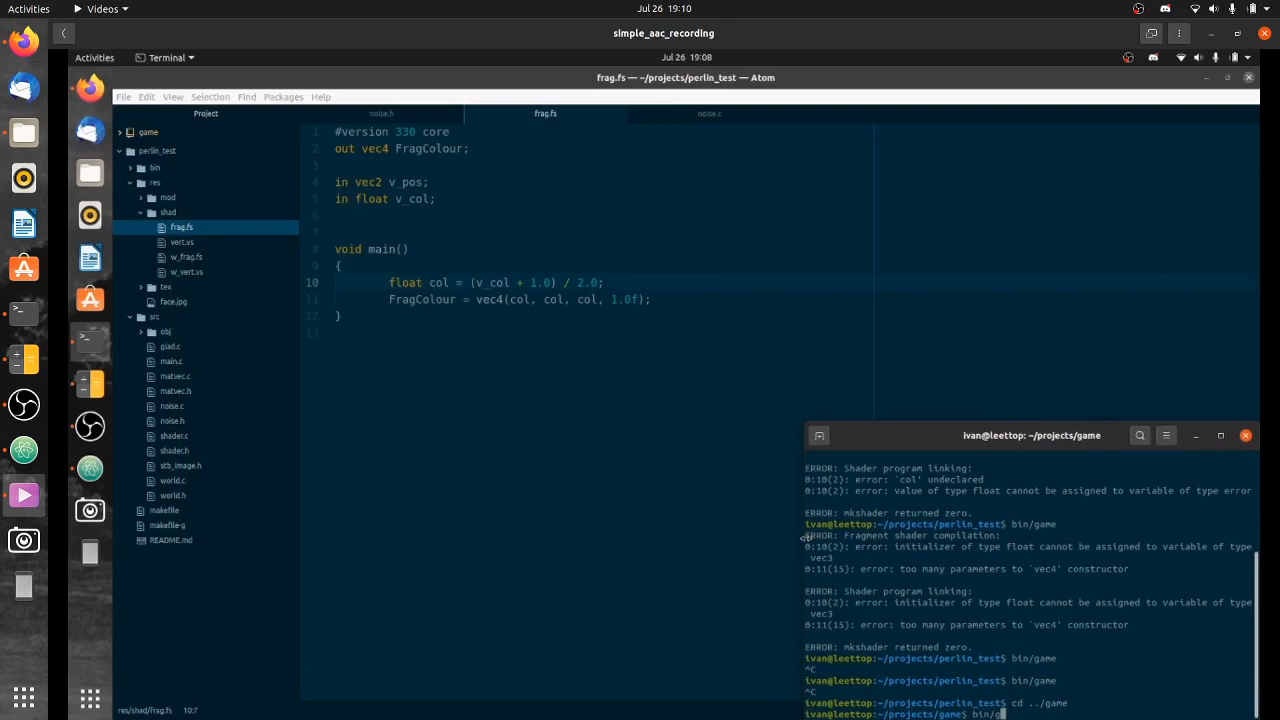 Activities
Videos
Jul 26 19:10
simple_aac_recording
Activities
Terminal
Jul 26 19:08
frag.fs — ~/projects/perlin_test — Atom
File Edit View Selection Find Packages Help
Project
noise.h
frag.fs
noise.c
game
perlin_test
bin
res
mod
shad
frag.fs
vert.vs
w_frag.fs
w_vert.vs
tex
face.jpg
src
obj
glad.c
main.c
matvec.c
matvec.h
noise.c
noise.h
shader.c
shader.h
stb_image.h
world.c
world.h
makefile
makefile-g
README.md
1 #version 330 core
2 out vec4 FragColour;
3
4 in vec2 v_pos;
5 in float v_col;
6
7
8 void main()
9 {
10 float col = (v_col + 1.0) / 2.0;
11 FragColour = vec4(col, col, col, 1.0f);
12 }
13
ivan@leettop: ~/projects/game
ERROR: Shader program linking:
0:10(2): error: `col' undeclared
0:10(2): error: value of type float cannot be assigned to variable of type error
ERROR: mkshader returned zero.
ivan@leettop:~/projects/perlin_test$ bin/game
ERROR: Fragment shader compilation:
0:10(2): error: initializer of type float cannot be assigned to variable of type
vec3
0:11(15): error: too many parameters to `vec4' constructor
ERROR: Shader program linking:
0:10(2): error: initializer of type float cannot be assigned to variable of type
vec3
0:11(15): error: too many parameters to `vec4' constructor
ERROR: mkshader returned zero.
ivan@leettop:~/projects/perlin_test$ bin/game
^C
ivan@leettop:~/projects/perlin_test$ bin/game
^C
ivan@leettop:~/projects/perlin_test$ cd ../game
ivan@leettop:~/projects/game$ bin/g
res/shad/frag.fs 10:7